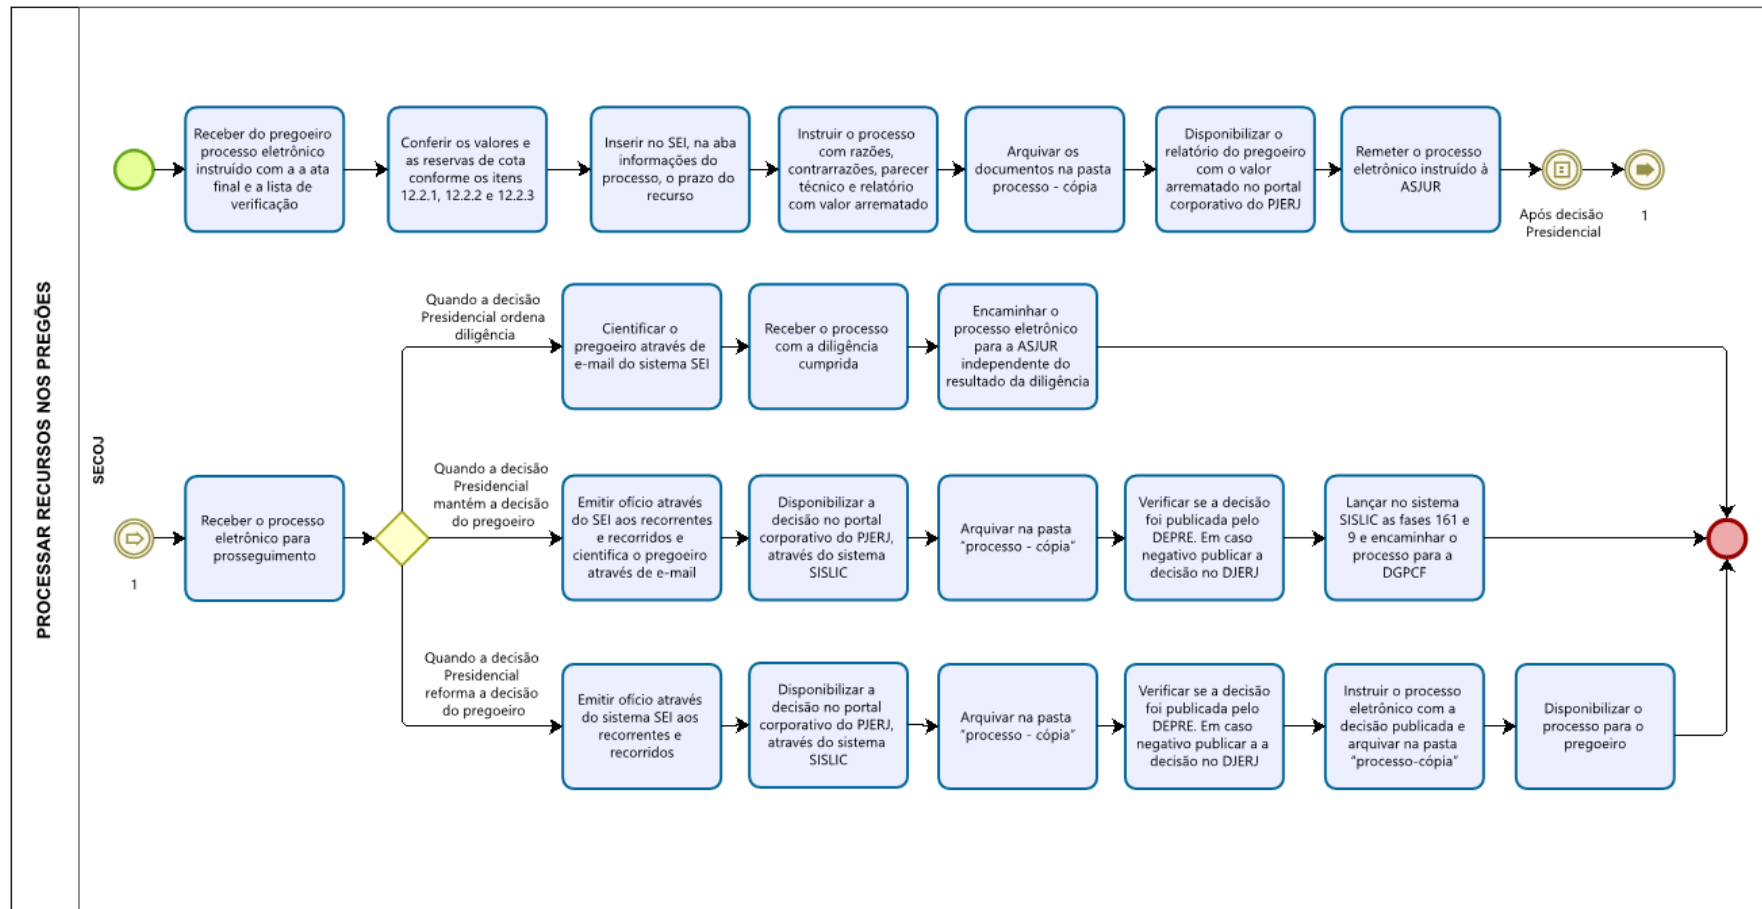 PROCESSAR RECURSOS NOS PREGÕES
SECOJ
Receber do pregoeiro
processo eletrônico
instruído com a a ata
final e a lista de
verificação
Conferir os valores e
as reservas de cota
conforme os itens
12.2.1, 12.2.2 e 12.2.3
Inserir no SEI, na aba
informações do
processo, o prazo do
recurso
Instruir o processo
com razões,
contrarrazões, parecer
técnico e relatório
com valor arrematado
Arquivar os
documentos na pasta
processo - cópia
Disponibilizar o
relatório do pregoeiro
com o valor
arrematado no portal
corporativo do PJERJ
Remeter o processo
eletrônico instruído à
ASJUR
Após decisão
Presidencial
1
Quando a decisão
Presidencial ordena
diligência
Cientificar o
pregoeiro através de
e-mail do sistema SEI
Receber o processo
com a diligência
cumprida
Encaminhar o
processo eletrônico
para a ASJUR
independente do
resultado da diligência
1
Receber o processo
eletrônico para
prosseguimento
Quando a decisão
Presidencial
mantém a decisão
do pregoeiro
Emitir ofício através
do SEI aos recorrentes
e recorridos e
cientifica o pregoeiro
através de e-mail
Disponibilizar a
decisão no portal
corporativo do PJERJ,
através do sistema
SISLIC
Arquivar na pasta
“processo - cópia”
Verificar se a decisão
foi publicada pelo
DEPRE. Em caso
negativo publicar a
decisão no DJERJ
Lançar no sistema
SISLIC as fases 161 e
9 e encaminhar o
processo para a
DGPCF
Quando a decisão
Presidencial
reforma a decisão
do pregoeiro
Emitir ofício através
do sistema SEI aos
recorrentes e
recorridos
Disponibilizar a
decisão no portal
corporativo do PJERJ,
através do sistema
SISLIC
Arquivar na pasta
“processo - cópia”
Verificar se a decisão
foi publicada pelo
DEPRE. Em caso
negativo publicar a a
decisão no DJERJ
Instruir o processo
eletrônico com a
decisão publicada e
arquivar na pasta
“processo-cópia”
Disponibilizar o
processo para o
pregoeiro